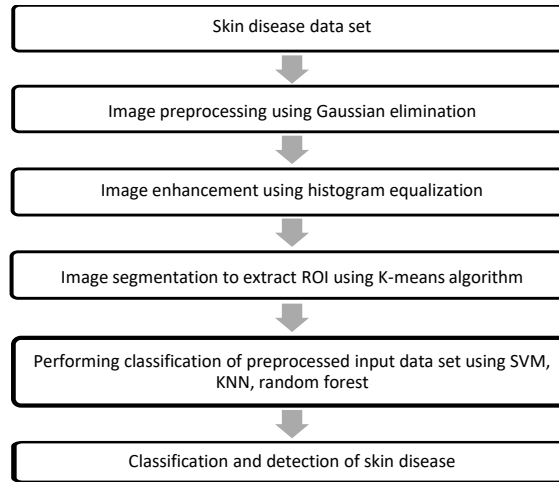 Skin disease data set
Image preprocessing using Gaussian elimination
Image enhancement using histogram equalization
Image segmentation to extract ROI using K-means algorithm
Performing classification of preprocessed input data set using SVM,
KNN, random forest
Classification and detection of skin disease